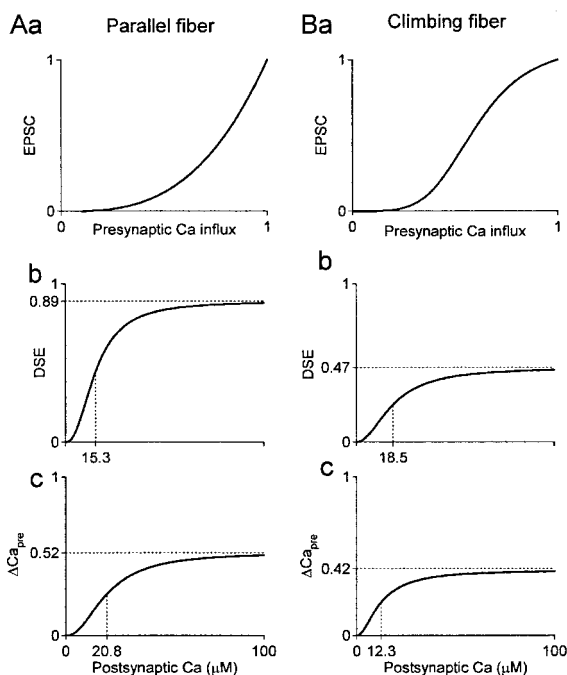 Aa Parallel fiber
1
EPSC
0
0 Presynaptic Ca influx 1
b
1
0.89
DSE
0
15.3
c
1
0.52
ΔCapre
0
0 20.8 100
Postsynaptic Ca (μM)
Ba Climbing fiber
1
EPSC
0
0 Presynaptic Ca influx 1
b
1
0.47
DSE
0
18.5
c
1
0.42
ΔCapre
0
0 12.3 100
Postsynaptic Ca (μM)